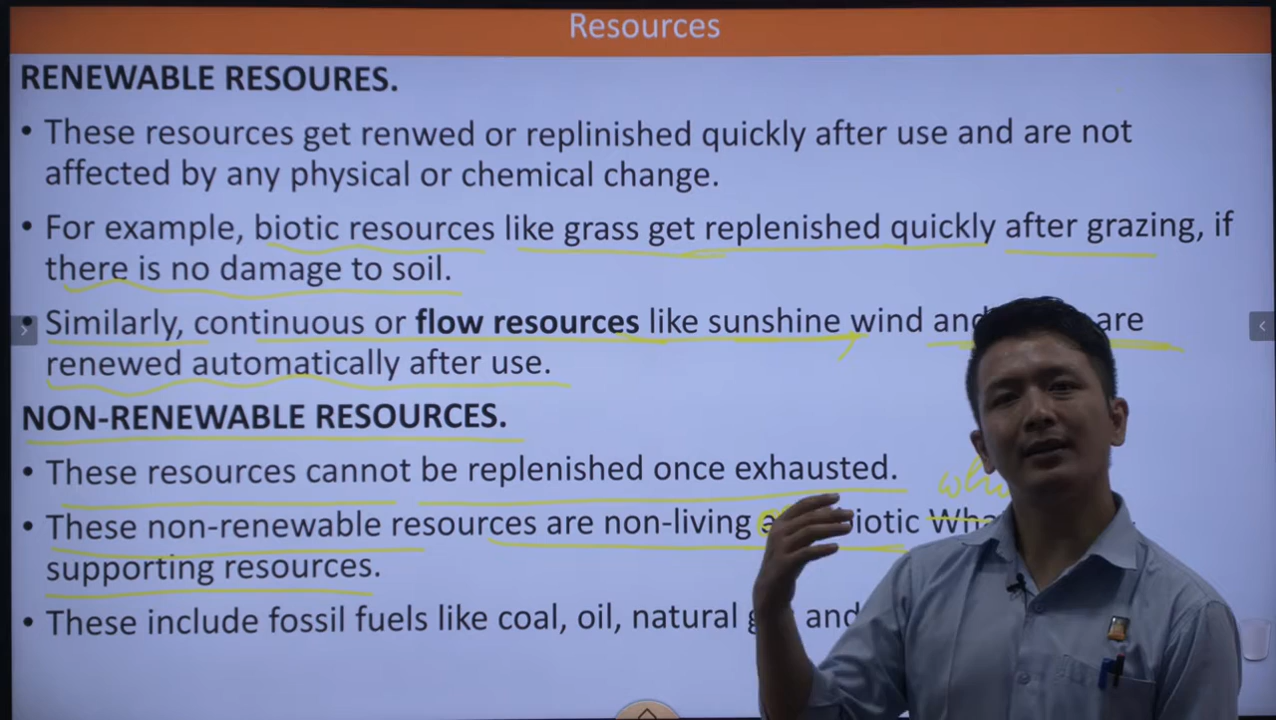 Resources
RENEWABLE RESOURES.
• These resources get renwed or replinished quickly after use and are not
affected by any physical or chemical change.
• For example, biotic resources like grass get replenished quickly after grazing, if
there is no damage to soil.
• Similarly, continuous or flow resources like sunshine wind and are
renewed automatically after use.
NON-RENEWABLE RESOURCES.
• These resources cannot be replenished once exhausted.
• These non-renewable resources are non-living
supporting resources.
• These include fossil fuels like coal, oil, natural